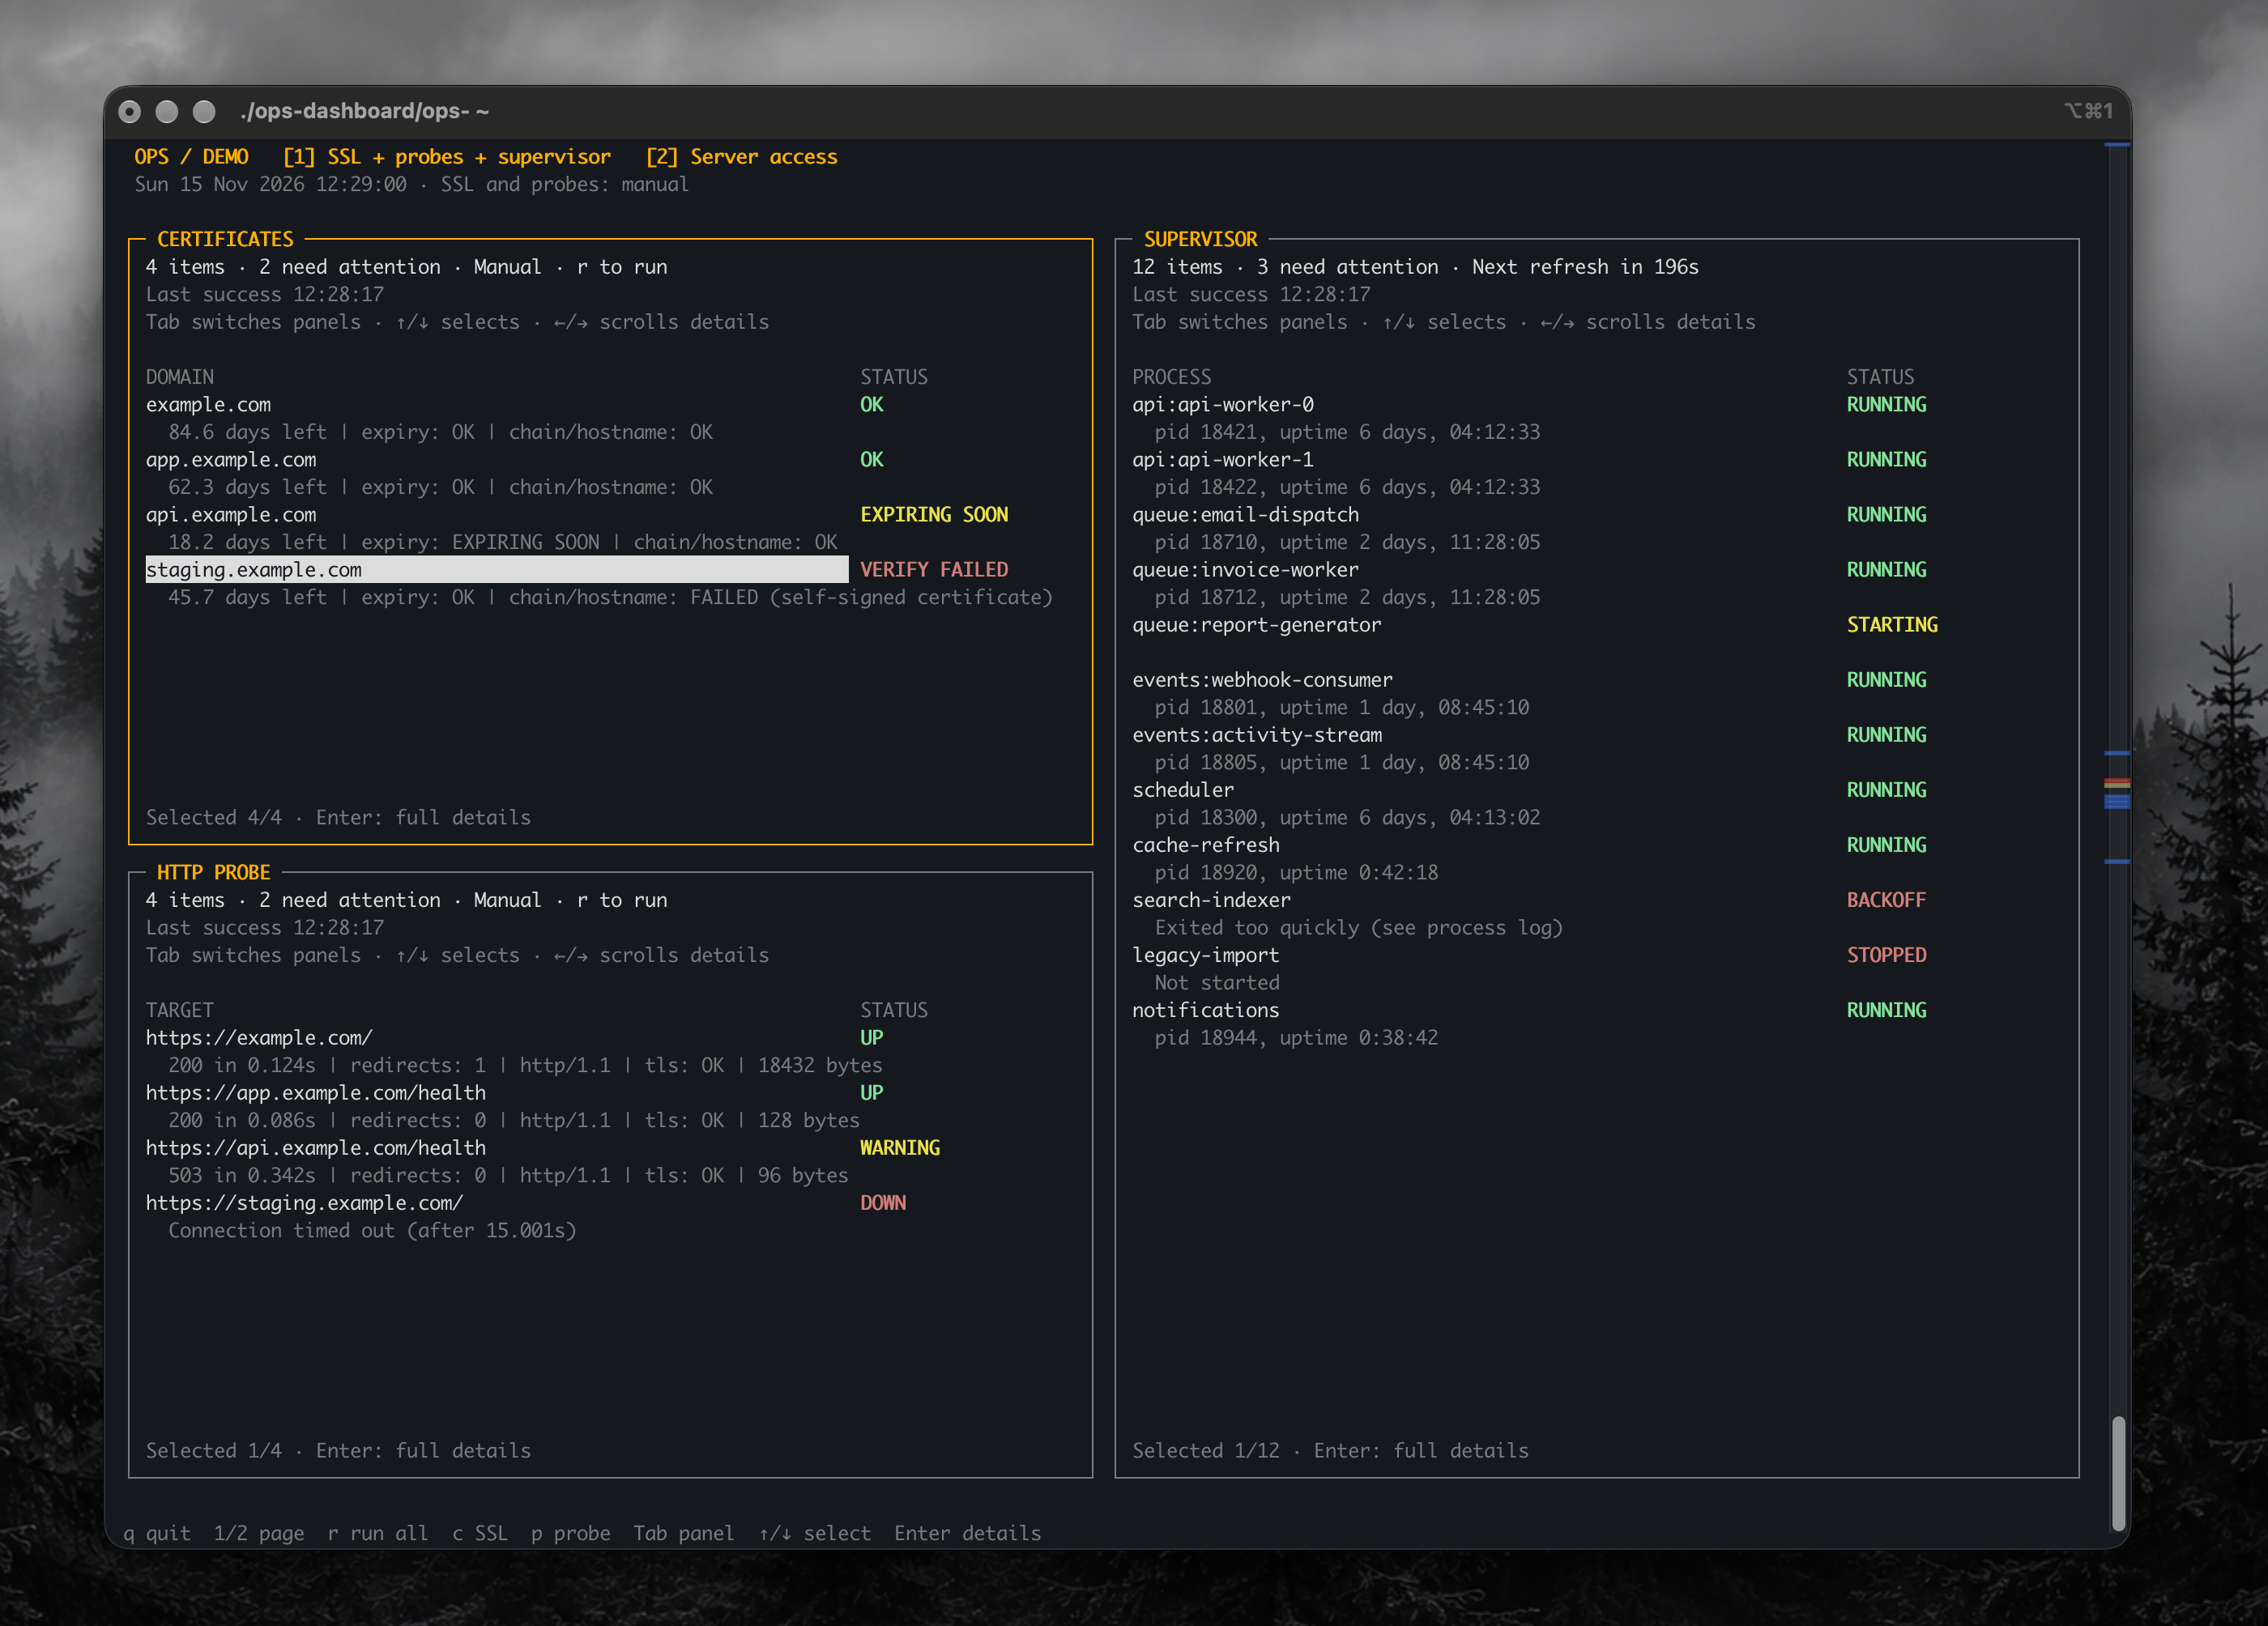 ./ops-dashboard/ops- ~
⌥⌘1
OPS / DEMO [1] SSL + probes + supervisor [2] Server access
Sun 15 Nov 2026 12:29:00 · SSL and probes: manual
CERTIFICATES
4 items · 2 need attention · Manual · r to run
Last success 12:28:17
Tab switches panels · ↑/↓ selects · ←/→ scrolls details
DOMAIN STATUS
example.com OK
84.6 days left | expiry: OK | chain/hostname: OK
app.example.com OK
62.3 days left | expiry: OK | chain/hostname: OK
api.example.com EXPIRING SOON
18.2 days left | expiry: EXPIRING SOON | chain/hostname: OK
staging.example.com VERIFY FAILED
45.7 days left | expiry: OK | chain/hostname: FAILED (self-signed certificate)
Selected 4/4 · Enter: full details
HTTP PROBE
4 items · 2 need attention · Manual · r to run
Last success 12:28:17
Tab switches panels · ↑/↓ selects · ←/→ scrolls details
TARGET STATUS
https://example.com/ UP
200 in 0.124s | redirects: 1 | http/1.1 | tls: OK | 18432 bytes
https://app.example.com/health UP
200 in 0.086s | redirects: 0 | http/1.1 | tls: OK | 128 bytes
https://api.example.com/health WARNING
503 in 0.342s | redirects: 0 | http/1.1 | tls: OK | 96 bytes
https://staging.example.com/ DOWN
Connection timed out (after 15.001s)
Selected 1/4 · Enter: full details
SUPERVISOR
12 items · 3 need attention · Next refresh in 196s
Last success 12:28:17
Tab switches panels · ↑/↓ selects · ←/→ scrolls details
PROCESS STATUS
api:api-worker-0 RUNNING
pid 18421, uptime 6 days, 04:12:33
api:api-worker-1 RUNNING
pid 18422, uptime 6 days, 04:12:33
queue:email-dispatch RUNNING
pid 18710, uptime 2 days, 11:28:05
queue:invoice-worker RUNNING
pid 18712, uptime 2 days, 11:28:05
queue:report-generator STARTING
events:webhook-consumer RUNNING
pid 18801, uptime 1 day, 08:45:10
events:activity-stream RUNNING
pid 18805, uptime 1 day, 08:45:10
scheduler RUNNING
pid 18300, uptime 6 days, 04:13:02
cache-refresh RUNNING
pid 18920, uptime 0:42:18
search-indexer BACKOFF
Exited too quickly (see process log)
legacy-import STOPPED
Not started
notifications RUNNING
pid 18944, uptime 0:38:42
Selected 1/12 · Enter: full details
q quit 1/2 page r run all c SSL p probe Tab panel ↑/↓ select Enter details